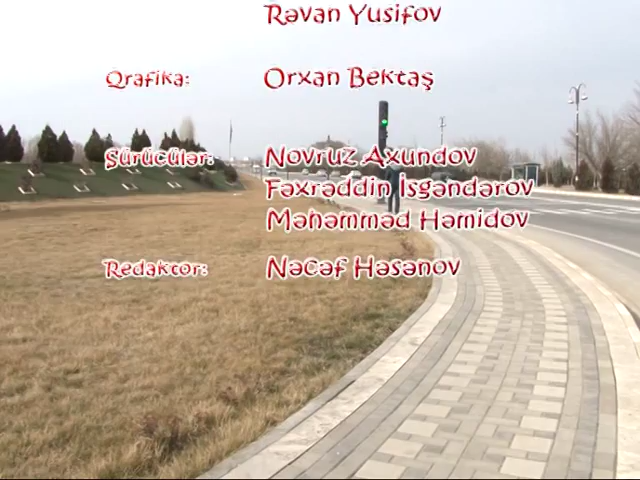 Rəvan Yusifov
Qrafika: Orxan Bektaş
Sürücülər: Novruz Axundov
Fəxrəddin İsgəndərov
Məhəmməd Həmidov
Redaktor: Nəcəf Həsənov